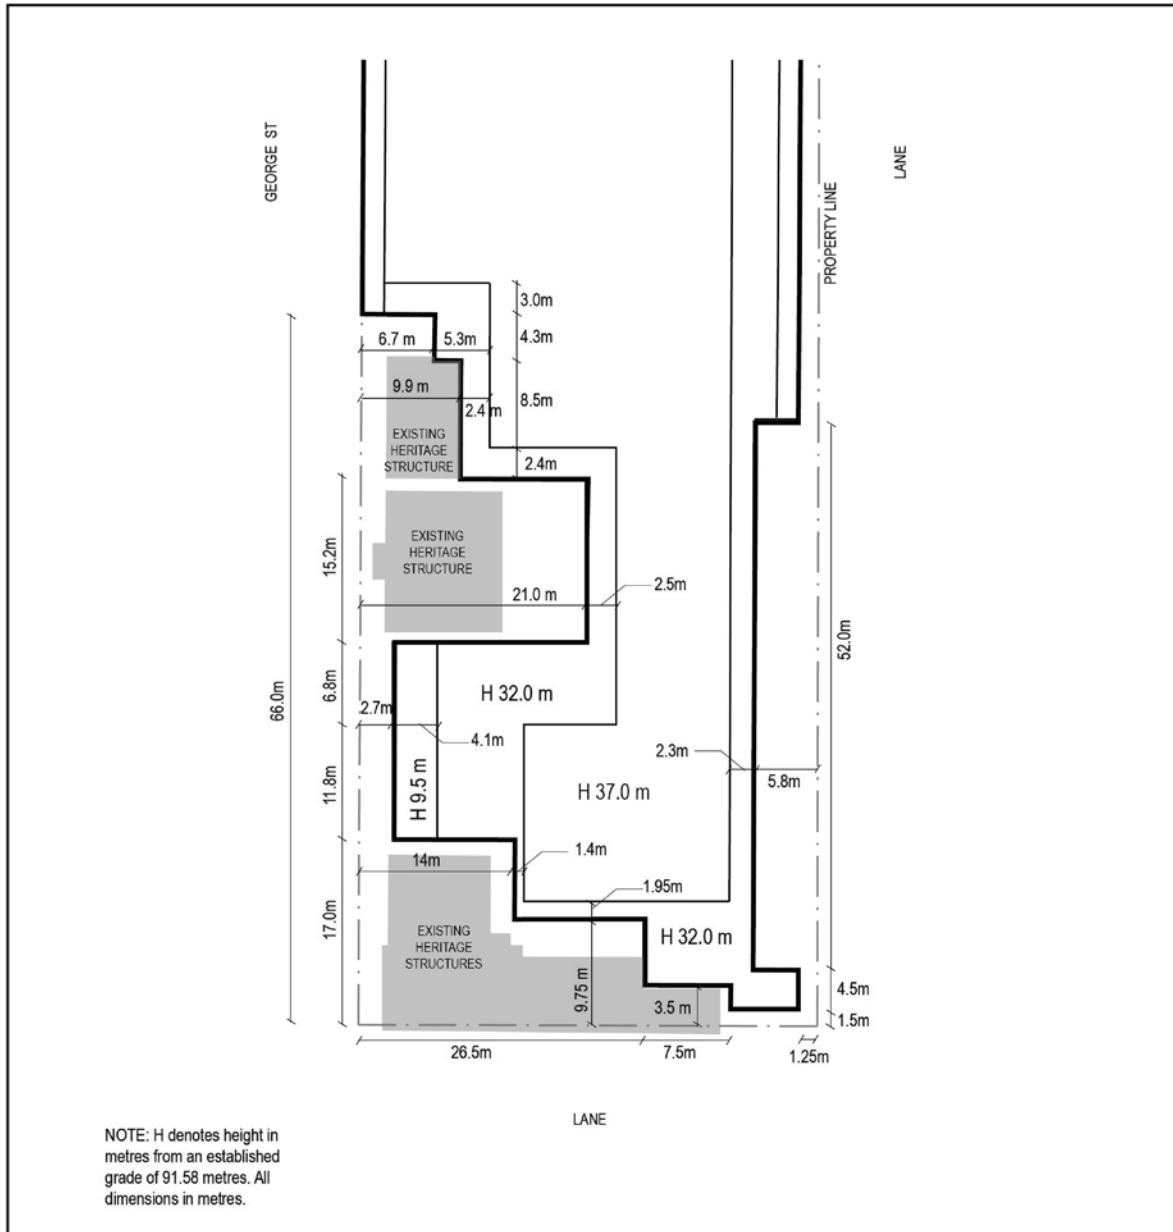 GEORGE ST
LANE
PROPERTY LINE
3.0m
6.7 m
5.3m
4.3m
9.9 m
2.4 m
8.5m
EXISTING
HERITAGE
STRUCTURE
2.4m
15.2m
EXISTING
HERITAGE
STRUCTURE
21.0 m
2.5m
52.0m
66.0m
6.8m
H 32.0 m
2.7m
4.1m
2.3m
5.8m
11.8m
H 9.5 m
H 37.0 m
14m
1.4m
1.95m
17.0m
EXISTING
HERITAGE
STRUCTURES
H 32.0 m
9.75 m
3.5 m
4.5m
1.5m
26.5m
7.5m
1.25m
LANE
NOTE: H denotes height in
metres from an established
grade of 91.58 metres. All
dimensions in metres.